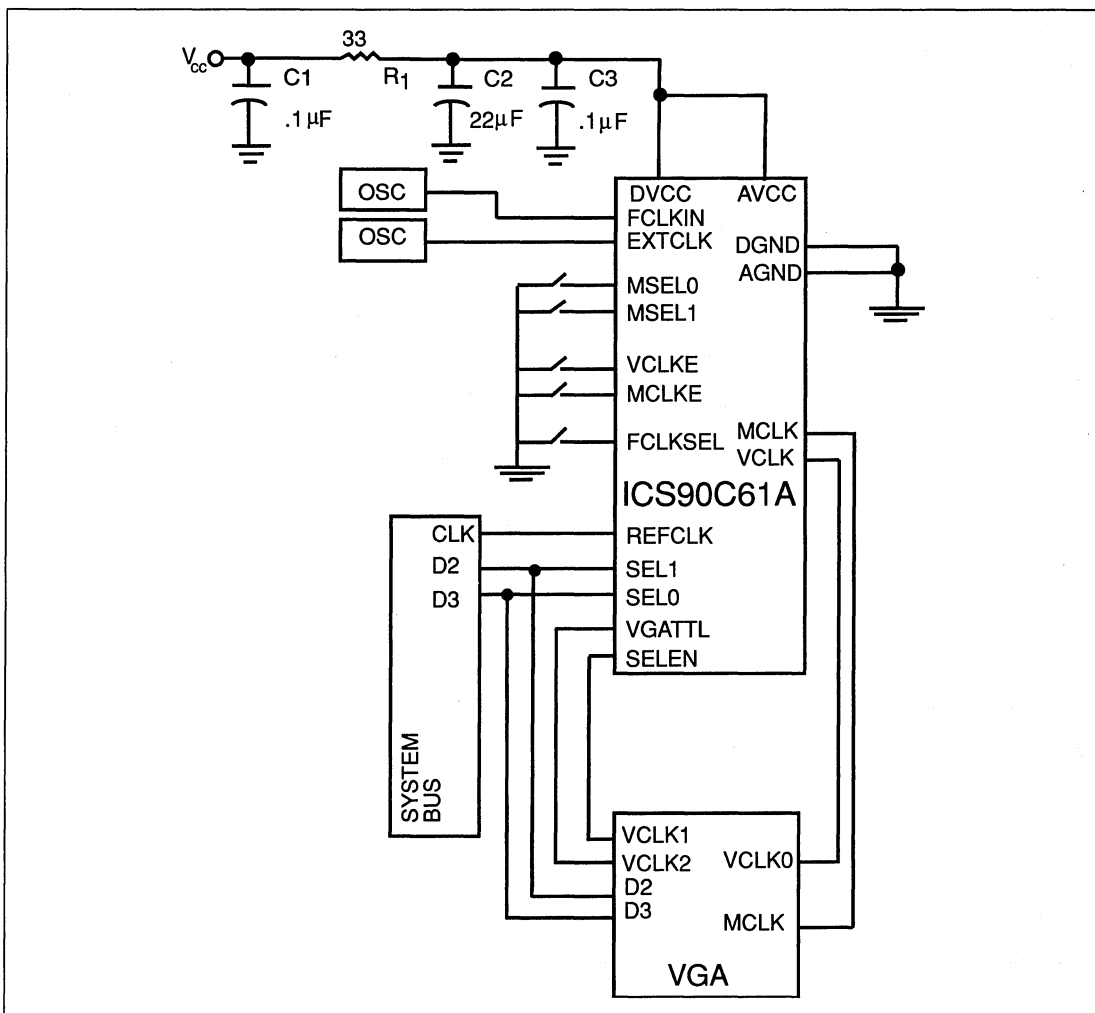 33
Vcc
C1
R1
C2
C3
.1µF
22µF
.1µF
OSC
OSC
DVCC AVCC
FCLKIN
EXTCLK
DGND
AGND
MSEL0
MSEL1
VCLKE
MCLKE
FCLKSEL
MCLK
VCLK
ICS90C61A
CLK
D2
D3
REFCLK
SEL1
SEL0
VGATTL
SELEN
SYSTEM
BUS
VCLK1
VCLK2
D2
D3
VCLK0
MCLK
VGA